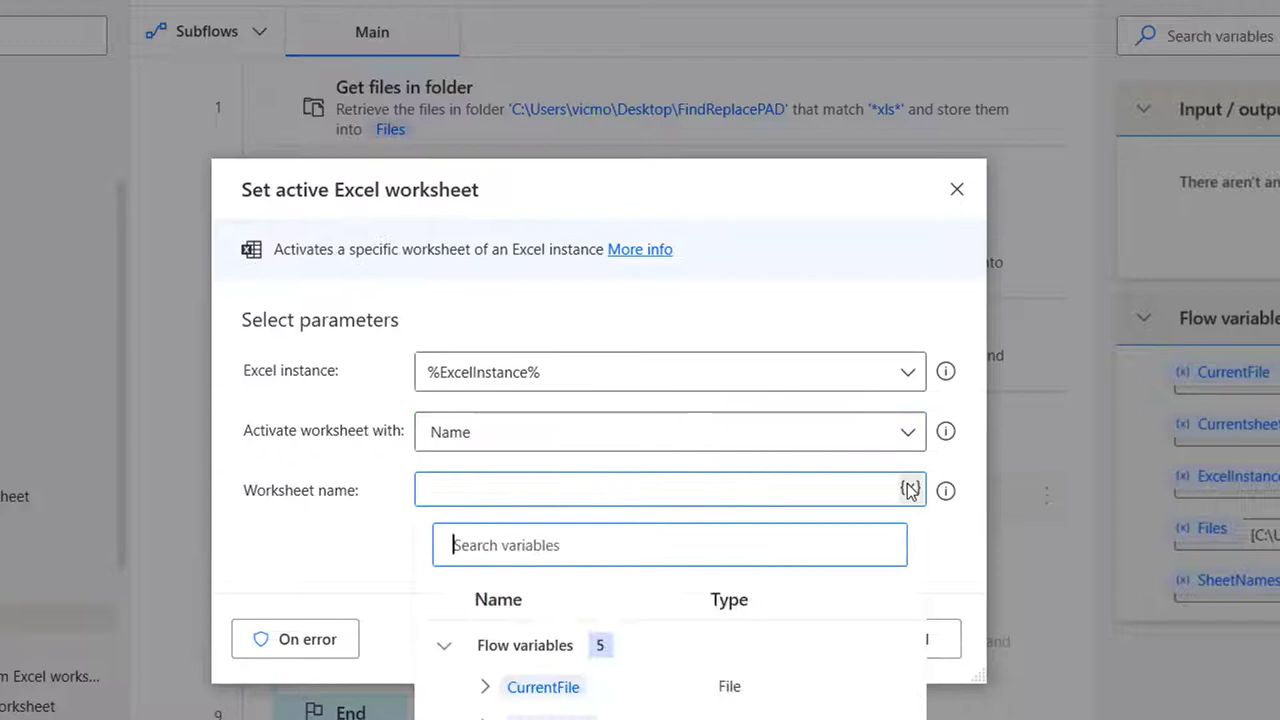 Subflows
Main
Search variables
1
Get files in folder
Retrieve the files in folder 'C:\Users\vicmo\Desktop\FindReplacePAD' that match '*xls*' and store them
into Files
Input / outpu
There aren't an
Set active Excel worksheet
Activates a specific worksheet of an Excel instance More info
nto
Select parameters
Flow variable
Excel instance:
%ExcelInstance%
nd
CurrentFile
Activate worksheet with:
Name
Currentsheet
Worksheet name:
ExcelInstance
heet
Files
[C:\U
Search variables
SheetNames
Name
Type
On error
Flow variables 5
l
and
CurrentFile
File
m Excel works...
orksheet
9
End